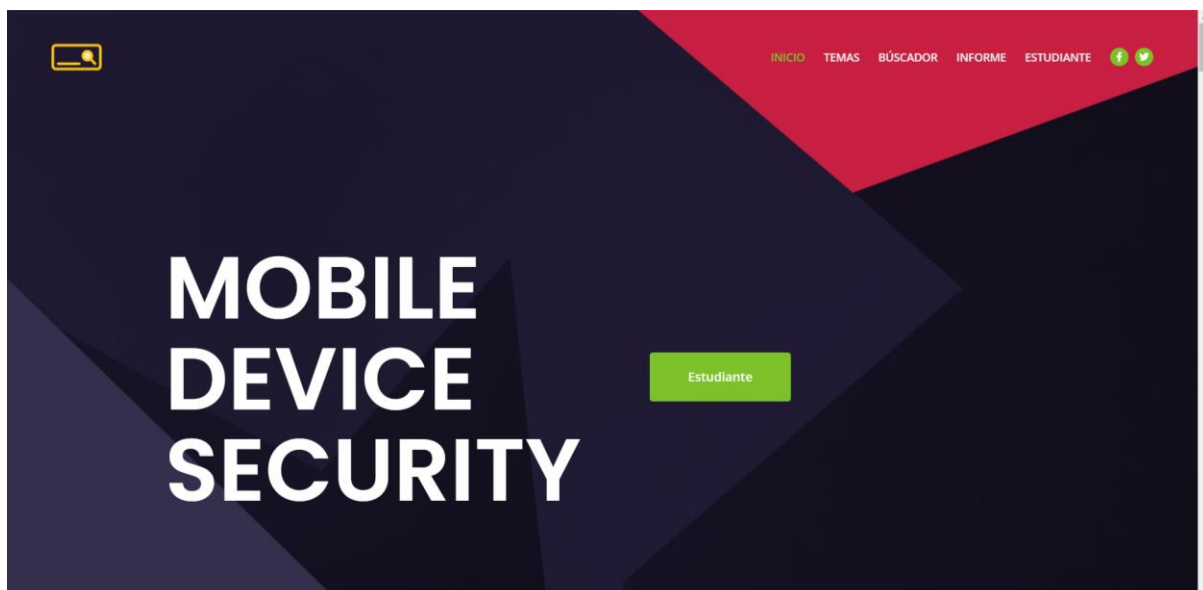 INICIO TEMAS BÚSCADOR INFORME ESTUDIANTE
MOBILE
DEVICE
SECURITY
Estudiante